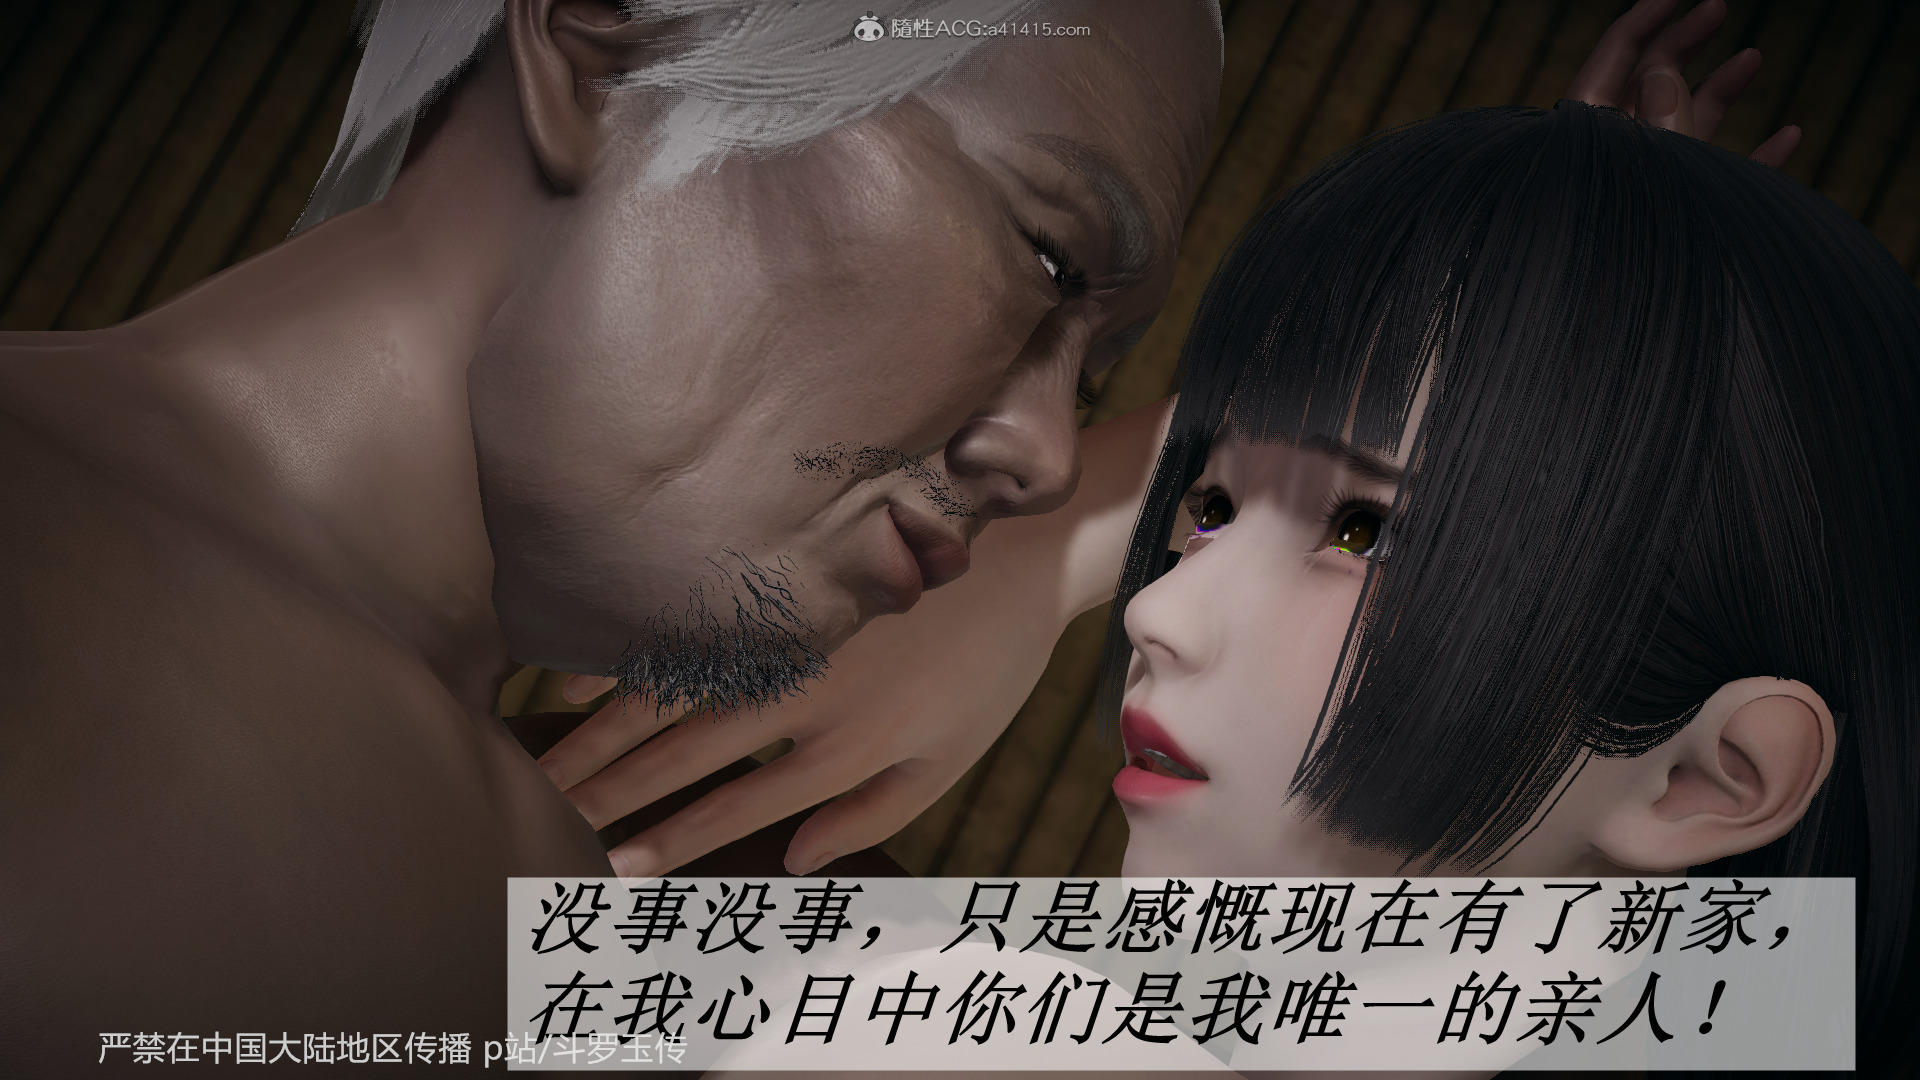 隨性ACG:a41415.com
没事没事，只是感慨现在有了新家，
在我心目中你们是我唯一的亲人！
严禁在中国大陆地区传播 p站/斗罗玉传